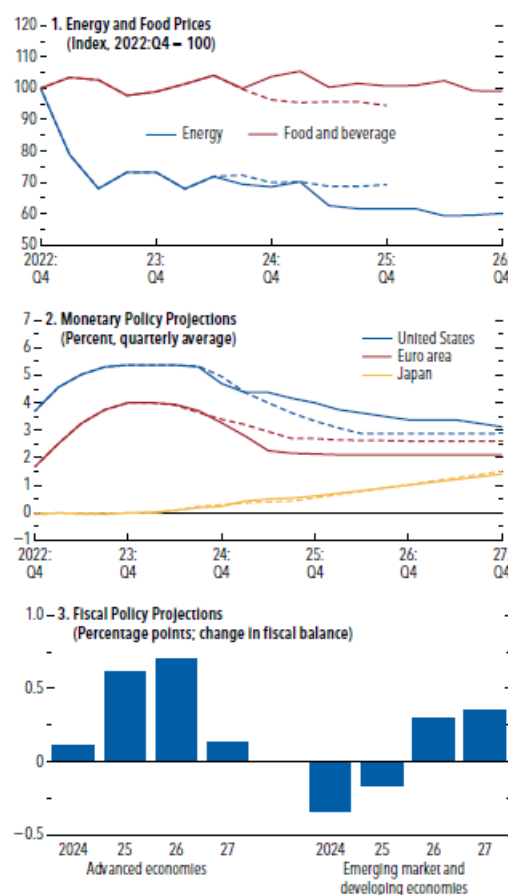 1. Energy and Food Prices
(Index, 2022:Q4 = 100)
120
110
100
90
80
70
60
50
Energy
Food and beverage
2022: 23: 24: 25: 26:
Q4 Q4 Q4 Q4 Q4
2. Monetary Policy Projections
(Percent, quarterly average)
7
6
5
4
3
2
1
0
−1
United States
Euro area
Japan
2022: 23: 24: 25: 26: 27:
Q4 Q4 Q4 Q4 Q4 Q4
3. Fiscal Policy Projections
(Percentage points; change in fiscal balance)
1.0
0.5
0
−0.5
2024 25 26 27 2024 25 26 27
Advanced economies
Emerging market and
developing economies